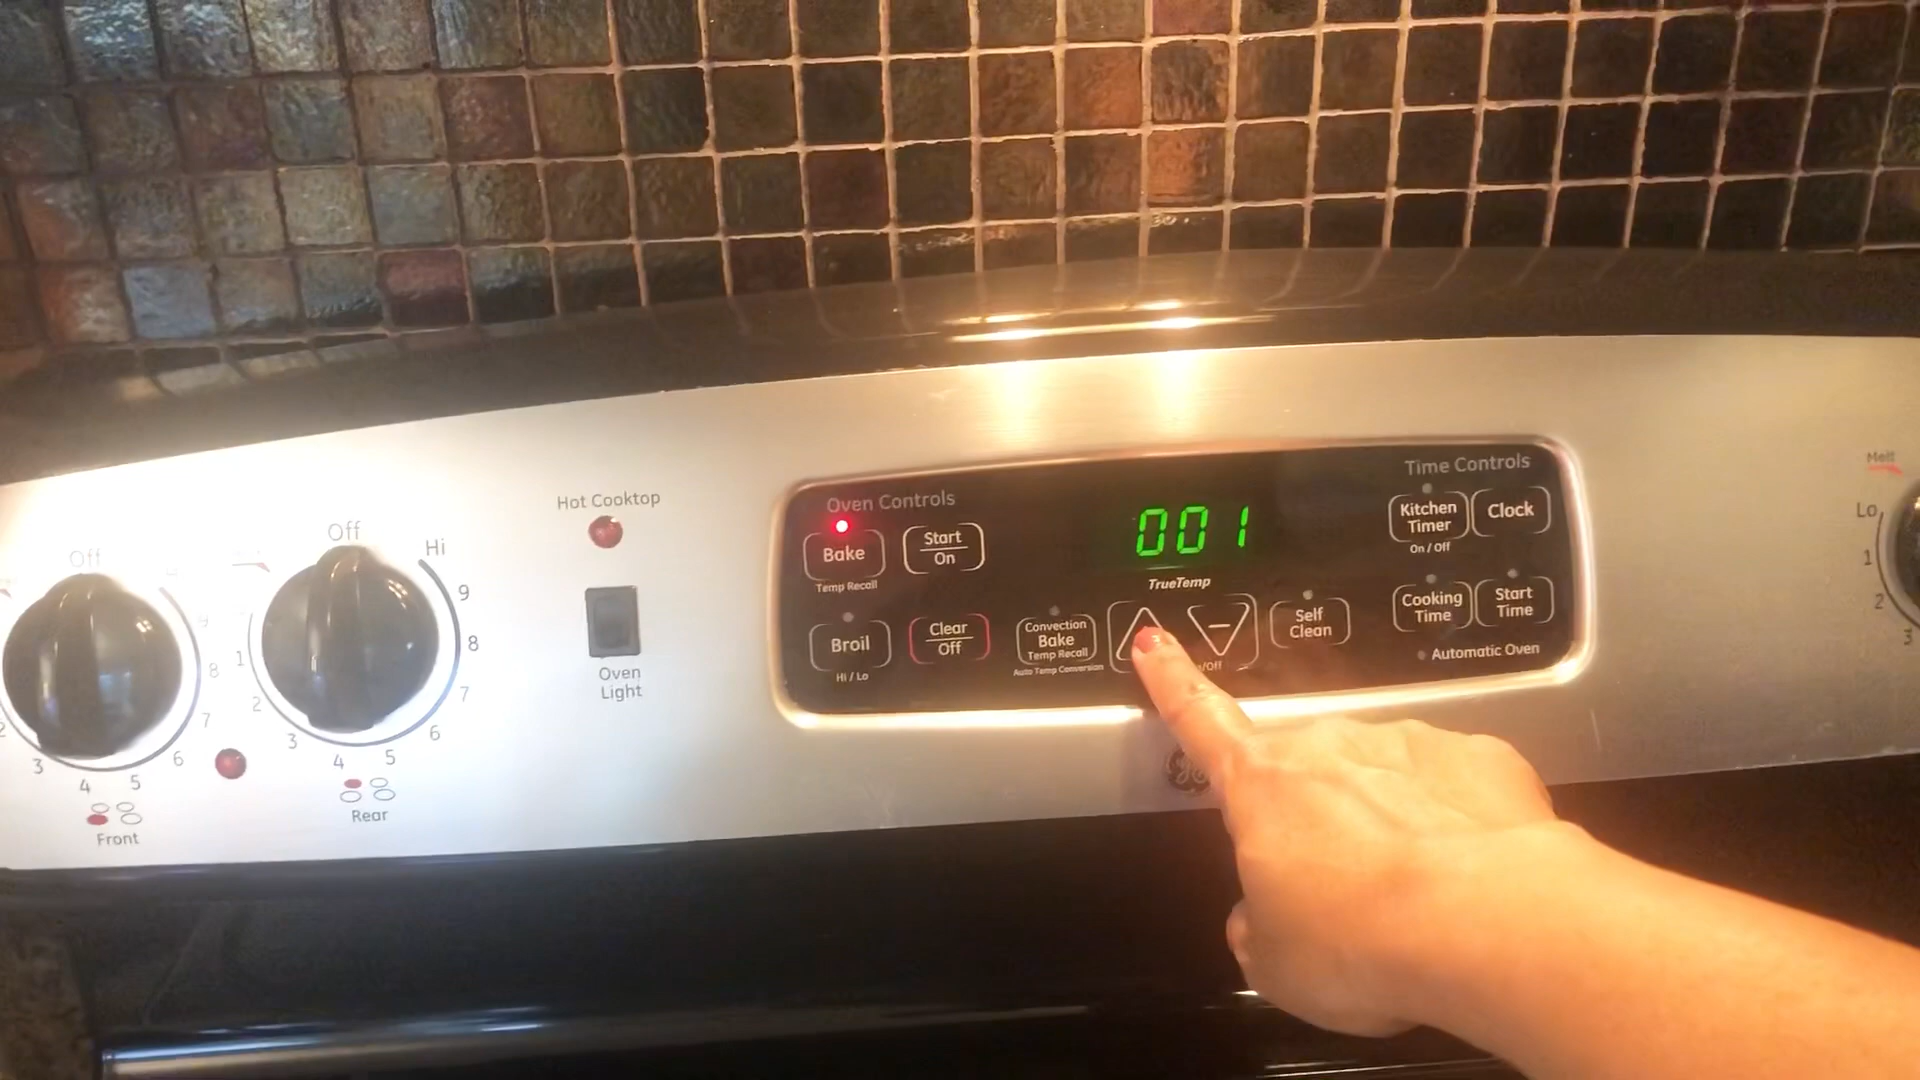 Off
8
7
6
5
4
3
2
Front
Off
Hi
9
8
7
6
5
4
3
2
1
Rear
Hot Cooktop
Oven
Light
Oven Controls
Bake
Temp Recall
Start
On
Broil
Hi / Lo
Clear
Off
Convection
Bake
Temp Recall
Auto Temp Conversion
001
TrueTemp
Self
Clean
Time Controls
Kitchen
Timer
On / Off
Clock
Cooking
Time
Start
Time
Automatic Oven
Melt
Lo
1
2
3